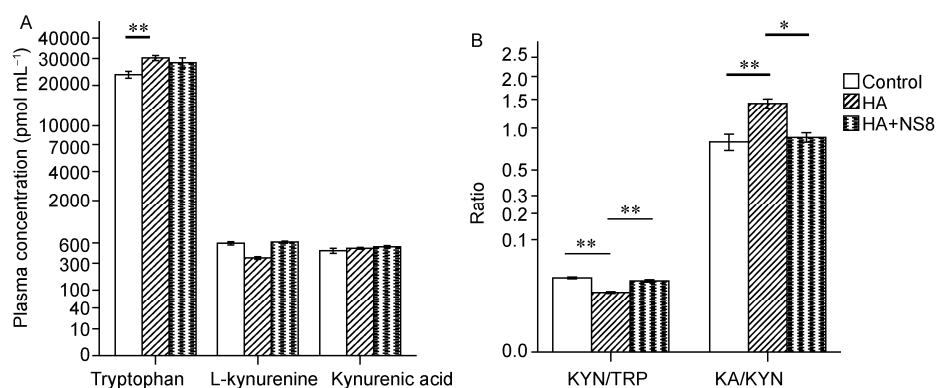 A
Plasma concentration (pmol mL⁻¹)
40000
30000
20000
10000
7000
4000
2000
600
300
100
40
10
0
**
Tryptophan
L-kynurenine
Kynurenic acid
B
Ratio
2.5
2.0
1.5
1.0
0.5
0.3
0.2
0.1
0.0
**
**
**
*
KYN/TRP
KA/KYN
Control
HA
HA+NS8